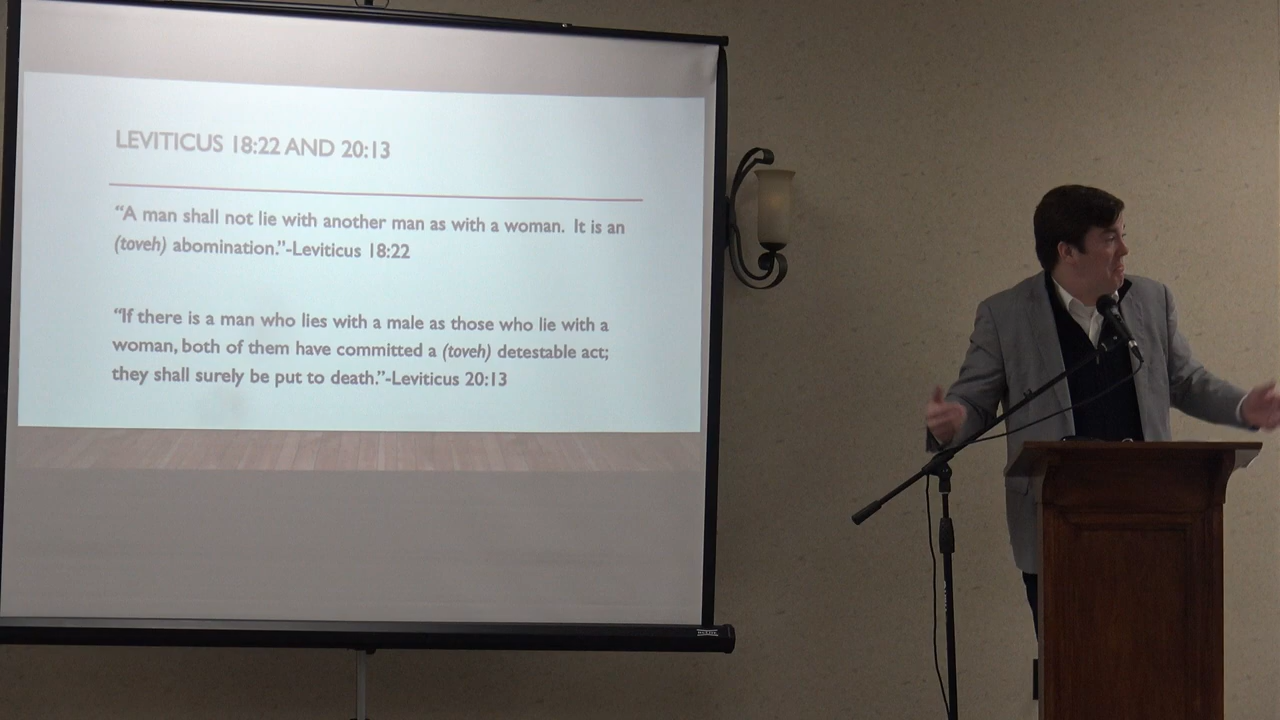 LEVITICUS 18:22 AND 20:13
“A man shall not lie with another man as with a woman.  It is an
(toveh) abomination.”-Leviticus 18:22
“If there is a man who lies with a male as those who lie with a
woman, both of them have committed a (toveh) detestable act;
they shall surely be put to death.”-Leviticus 20:13